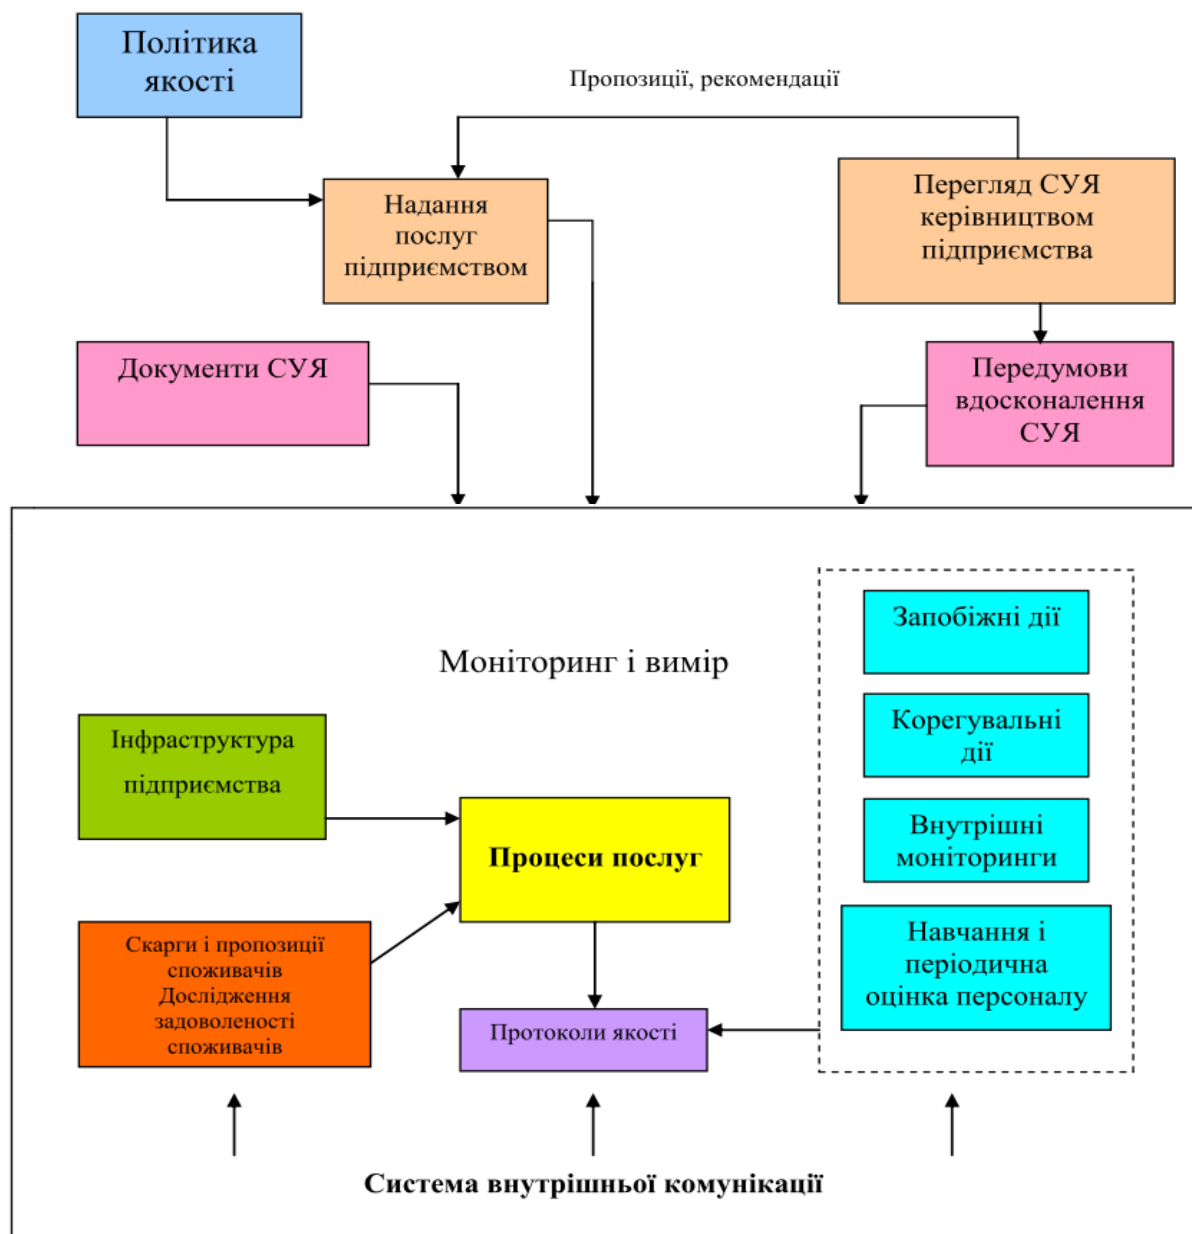 Політика
якості
Пропозиції, рекомендації
Надання
послуг
підприємством
Перегляд СУЯ
керівництвом
підприємства
Документи СУЯ
Передумови
вдосконалення
СУЯ
Моніторинг і вимір
Запобіжні дії
Корегувальні
дії
Внутрішні
моніторинги
Навчання і
періодична
оцінка персоналу
Інфраструктура
підприємства
Процеси послуг
Скарги і пропозиції
споживачів
Дослідження
задоволеності
споживачів
Протоколи якості
Система внутрішньої комунікації